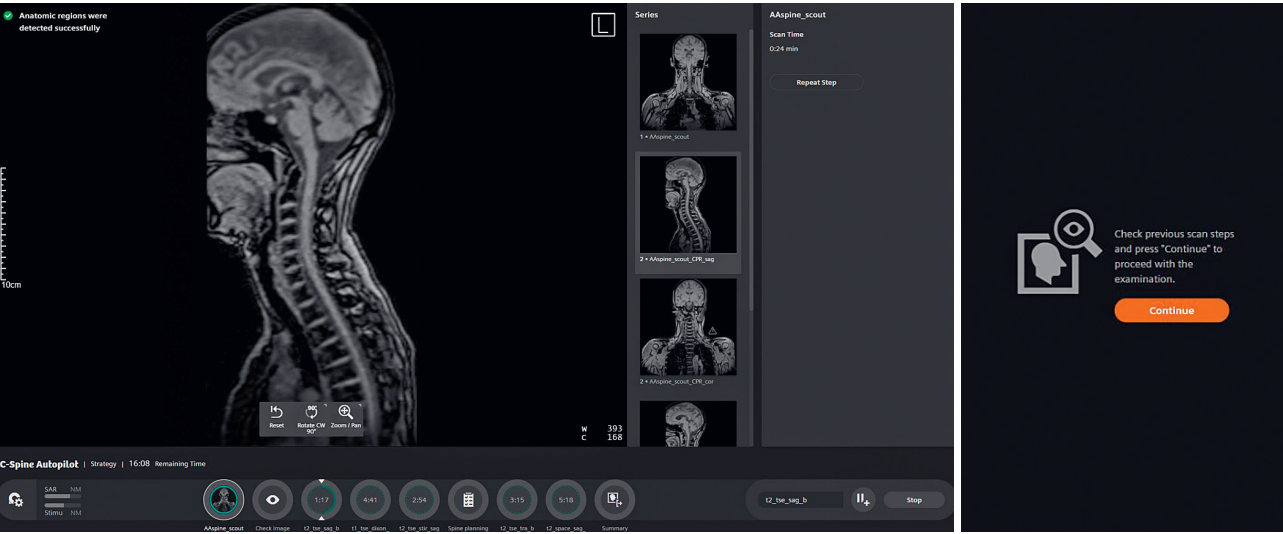 Anatomic regions were
detected successfully
L
10cm
Reset
90°
Rotate CW
90°
Zoom / Pan
W 393
C 168
Series
1 • AAspine_scout
2 • AAspine_scout_CPR_sag
2 • AAspine_scout_CPR_cor
AAspine_scout
Scan Time
0:24 min
Repeat Step
Check previous scan steps
and press "Continue" to
proceed with the
examination.
Continue
C-Spine Autopilot | Strategy | 16:08 Remaining Time
SAR NM
Stimu NM
1:17
4:41
2:54
3:15
5:18
AAspine_scout
Check Image
t2_tse_sag_b
t1_tse_dixon_
t2_tse_stir_sag
Spine planning
t2_tse_tra_b
t2_space_sag_
Summary
t2_tse_sag_b
Stop